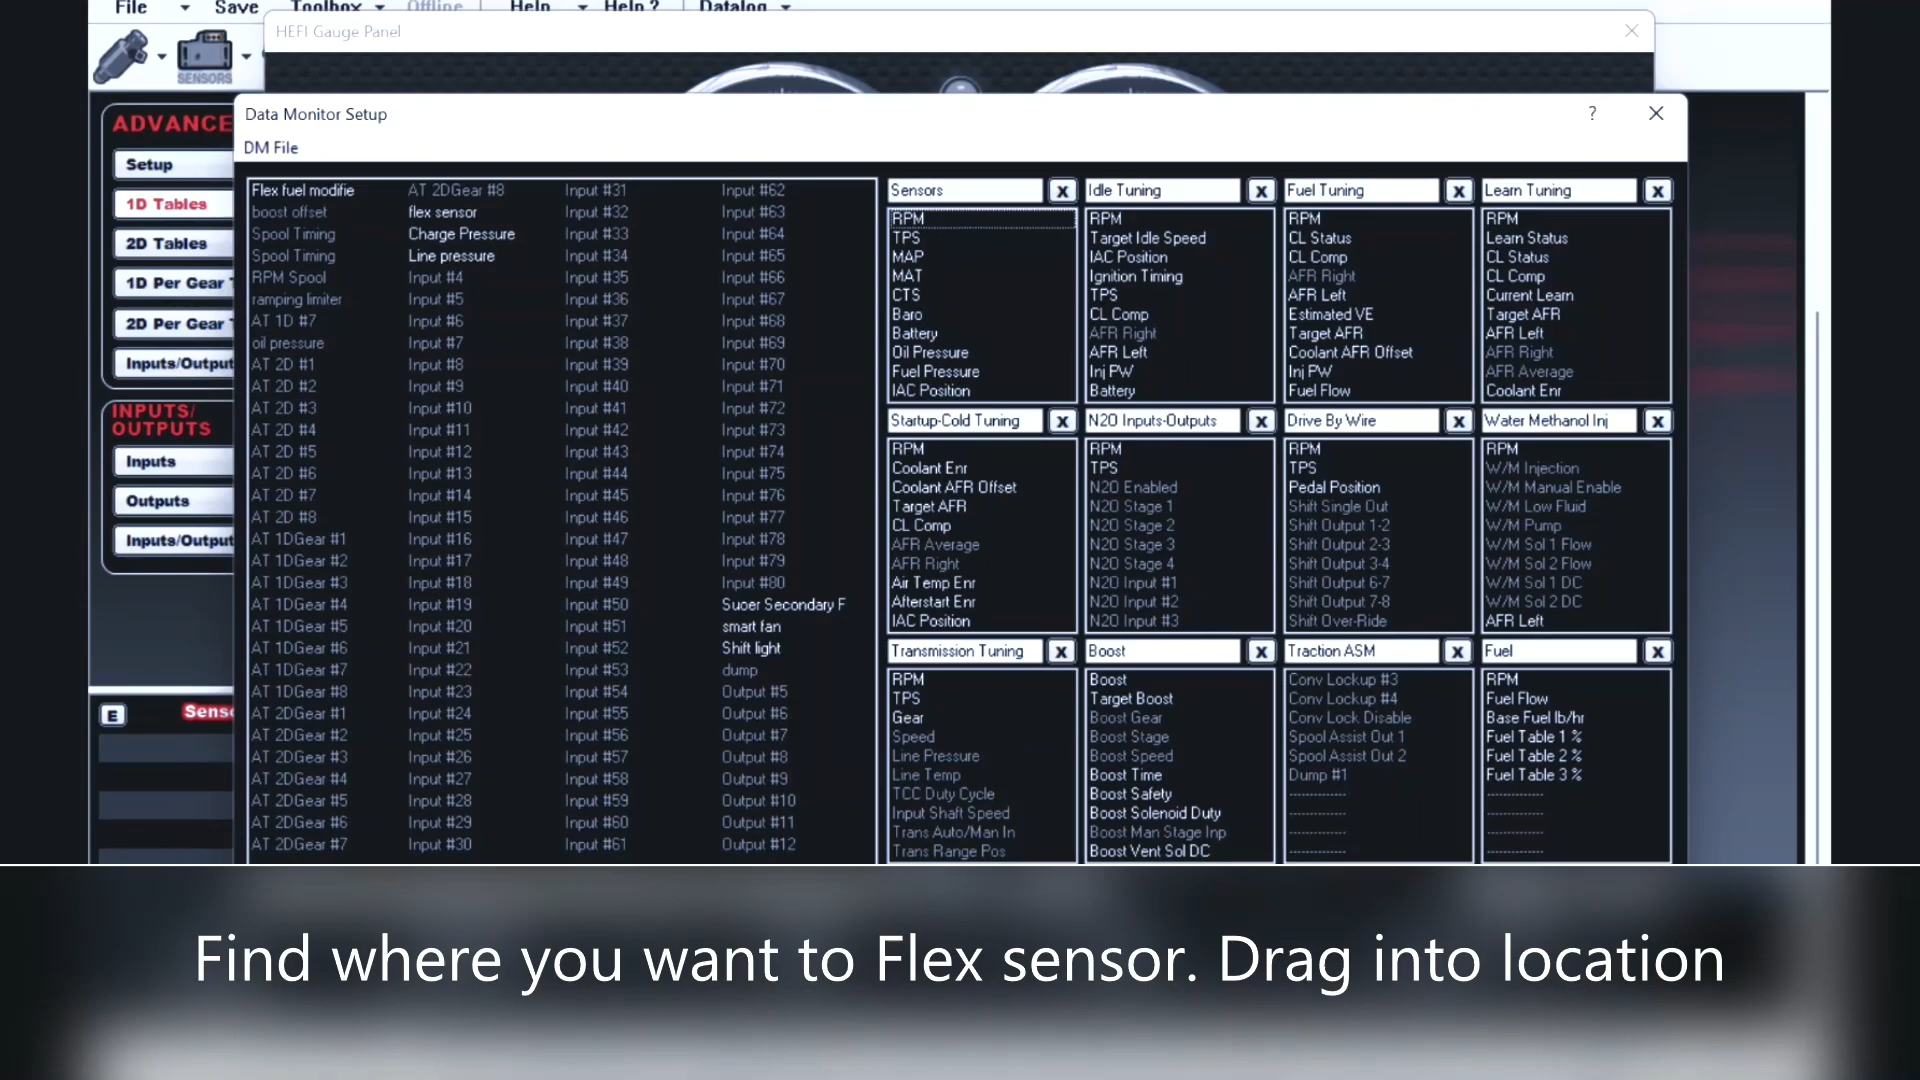 File Save Toolbox Offline Help Help ? Datalog
HEFI Gauge Panel
SENSORS
Data Monitor Setup ?
DM File
ADVANCE
Setup
1D Tables
2D Tables
1D Per Gear
2D Per Gear
Inputs/Output
INPUTS/
OUTPUTS
Inputs
Outputs
Inputs/Output
E Senso
Flex fuel modifie
boost offset
Spool Timing
Spool Timing
RPM Spool
ramping limiter
AT 1D #7
oil pressure
AT 2D #1
AT 2D #2
AT 2D #3
AT 2D #4
AT 2D #5
AT 2D #6
AT 2D #7
AT 2D #8
AT 1DGear #1
AT 1DGear #2
AT 1DGear #3
AT 1DGear #4
AT 1DGear #5
AT 1DGear #6
AT 1DGear #7
AT 1DGear #8
AT 2DGear #1
AT 2DGear #2
AT 2DGear #3
AT 2DGear #4
AT 2DGear #5
AT 2DGear #6
AT 2DGear #7
AT 2DGear #8
flex sensor
Charge Pressure
Line pressure
Input #4
Input #5
Input #6
Input #7
Input #8
Input #9
Input #10
Input #11
Input #12
Input #13
Input #14
Input #15
Input #16
Input #17
Input #18
Input #19
Input #20
Input #21
Input #22
Input #23
Input #24
Input #25
Input #26
Input #27
Input #28
Input #29
Input #30
Input #31
Input #32
Input #33
Input #34
Input #35
Input #36
Input #37
Input #38
Input #39
Input #40
Input #41
Input #42
Input #43
Input #44
Input #45
Input #46
Input #47
Input #48
Input #49
Input #50
Input #51
Input #52
Input #53
Input #54
Input #55
Input #56
Input #57
Input #58
Input #59
Input #60
Input #61
Input #62
Input #63
Input #64
Input #65
Input #66
Input #67
Input #68
Input #69
Input #70
Input #71
Input #72
Input #73
Input #74
Input #75
Input #76
Input #77
Input #78
Input #79
Input #80
Suoer Secondary F
smart fan
Shift light
dump
Output #5
Output #6
Output #7
Output #8
Output #9
Output #10
Output #11
Output #12
Sensors X
RPM
TPS
MAP
MAT
CTS
Baro
Battery
Oil Pressure
Fuel Pressure
IAC Position
Idle Tuning X
RPM
Target Idle Speed
IAC Position
Ignition Timing
TPS
CL Comp
AFR Right
AFR Left
Inj PW
Battery
Fuel Tuning X
RPM
CL Status
CL Comp
AFR Right
AFR Left
Estimated VE
Target AFR
Coolant AFR Offset
Inj PW
Fuel Flow
Learn Tuning X
RPM
Learn Status
CL Status
CL Comp
Current Learn
Target AFR
AFR Left
AFR Right
AFR Average
Coolant Enr
Startup-Cold Tuning X
RPM
Coolant Enr
Coolant AFR Offset
Target AFR
CL Comp
AFR Average
AFR Right
Air Temp Enr
Afterstart Enr
IAC Position
N2O Inputs-Outputs X
RPM
TPS
N2O Enabled
N2O Stage 1
N2O Stage 2
N2O Stage 3
N2O Stage 4
N2O Input #1
N2O Input #2
N2O Input #3
Drive By Wire X
RPM
TPS
Pedal Position
Shift Single Out
Shift Output 1-2
Shift Output 2-3
Shift Output 3-4
Shift Output 6-7
Shift Output 7-8
Shift Over-Ride
Water Methanol Inj X
RPM
W/M Injection
W/M Manual Enable
W/M Low Fluid
W/M Pump
W/M Sol 1 Flow
W/M Sol 2 Flow
W/M Sol 1 DC
W/M Sol 2 DC
AFR Left
Transmission Tuning X
RPM
TPS
Gear
Speed
Line Pressure
Line Temp
TCC Duty Cycle
Input Shaft Speed
Trans Auto/Man In
Trans Range Pos
Boost X
Boost
Target Boost
Boost Gear
Boost Stage
Boost Speed
Boost Time
Boost Safety
Boost Solenoid Duty
Boost Man Stage Inp
Boost Vent Sol DC
Traction ASM X
Conv Lockup #3
Conv Lockup #4
Conv Lock Disable
Spool Assist Out 1
Spool Assist Out 2
Dump #1
-------------
-------------
-------------
-------------
Fuel X
RPM
Fuel Flow
Base Fuel lb/hr
Fuel Table 1 %
Fuel Table 2 %
Fuel Table 3 %
-------------
-------------
-------------
-------------
Find where you want to Flex sensor. Drag into location